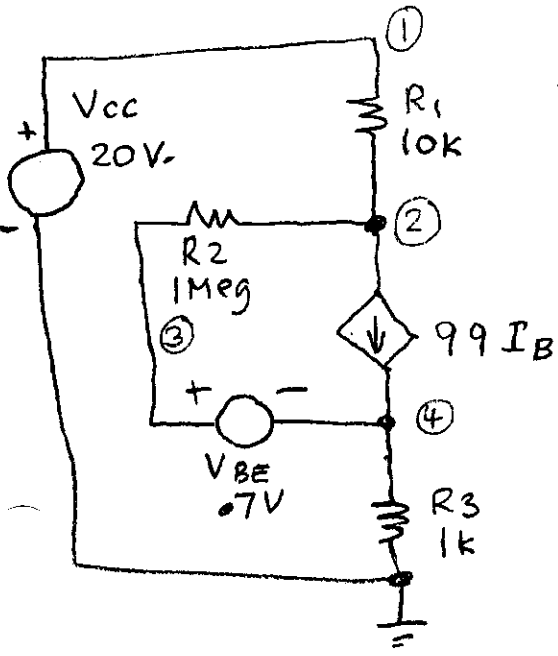 ①
Vcc
+
20V.
-
R1
10K
②
R2
1Meg
③
99 IB
+ -
④
VBE
.7V
R3
1K